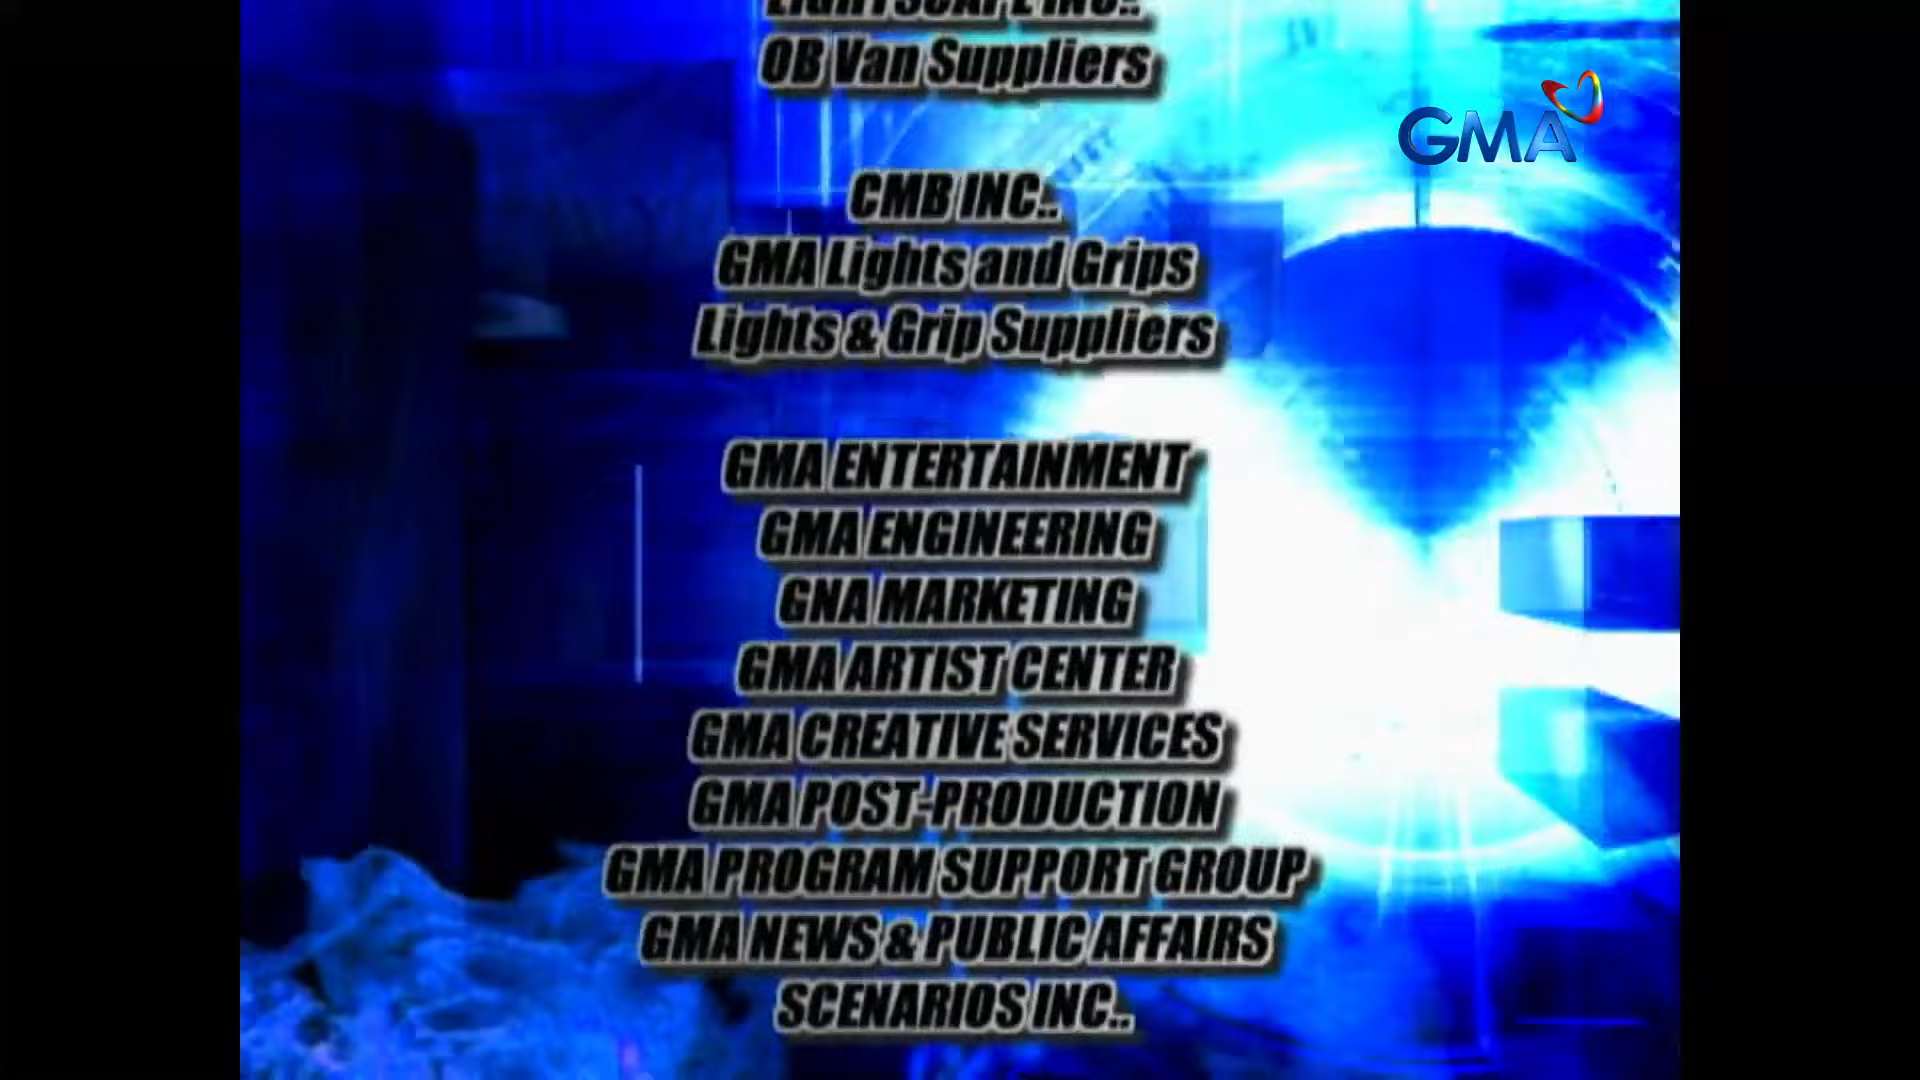 LIGHTSCAPE INC..
OB Van Suppliers
GMA
CMB INC..
GMA Lights and Grips
Lights & Grip Suppliers
GMA ENTERTAINMENT
GMA ENGINEERING
GNA MARKETING
GMA ARTIST CENTER
GMA CREATIVE SERVICES
GMA POST-PRODUCTION
GMA PROGRAM SUPPORT GROUP
GMA NEWS & PUBLIC AFFAIRS
SCENARIOS INC..